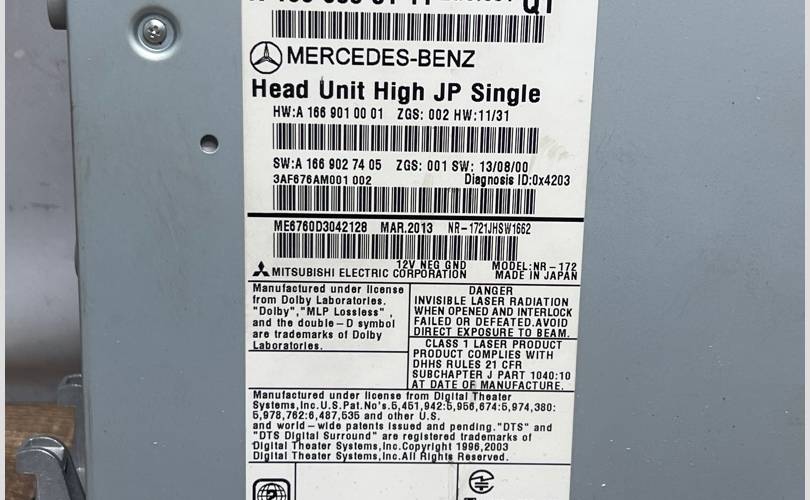 Q1
MERCEDES-BENZ
Head Unit High JP Single
HW:A 166 901 00 01 ZGS: 002 HW:11/31
SW:A 166 902 74 05 ZGS: 001 SW: 13/08/00
3AF676AM001 002 Diagnosis ID:0x4203
ME6760D3042128 MAR.2013 NR-1721JHSW1662
12V NEG GND MODEL:NR-172
MITSUBISHI ELECTRIC CORPORATION MADE IN JAPAN
Manufactured under license
from Dolby Laboratories.
"Dolby","MLP Lossless" ,
and the double-D symbol
are trademarks of Dolby
Laboratories.
DANGER
INVISIBLE LASER RADIATION
WHEN OPENED AND INTERLOCK
FAILED OR DEFEATED.AVOID
DIRECT EXPOSURE TO BEAM.
CLASS 1 LASER PRODUCT
PRODUCT COMPLIES WITH
DHHS RULES 21 CFR
SUBCHAPS J PART 1040:10
AT DATE OF MANUFACTURE.
Manufactured under license from Digital Theater
Systems,Inc.U.S.Pat.No's.5,451,942:5,956,674:5,974,380:
5,978,762:6,487,535 and other U.S.
and world-wide patents issued and pending."DTS" and
"DTS Digital Surround" are registered trademarks of
Digital Theater Systems,Inc.Copyright 1996,2003
Digital Theater Systems,Inc.All Rights Reserved.